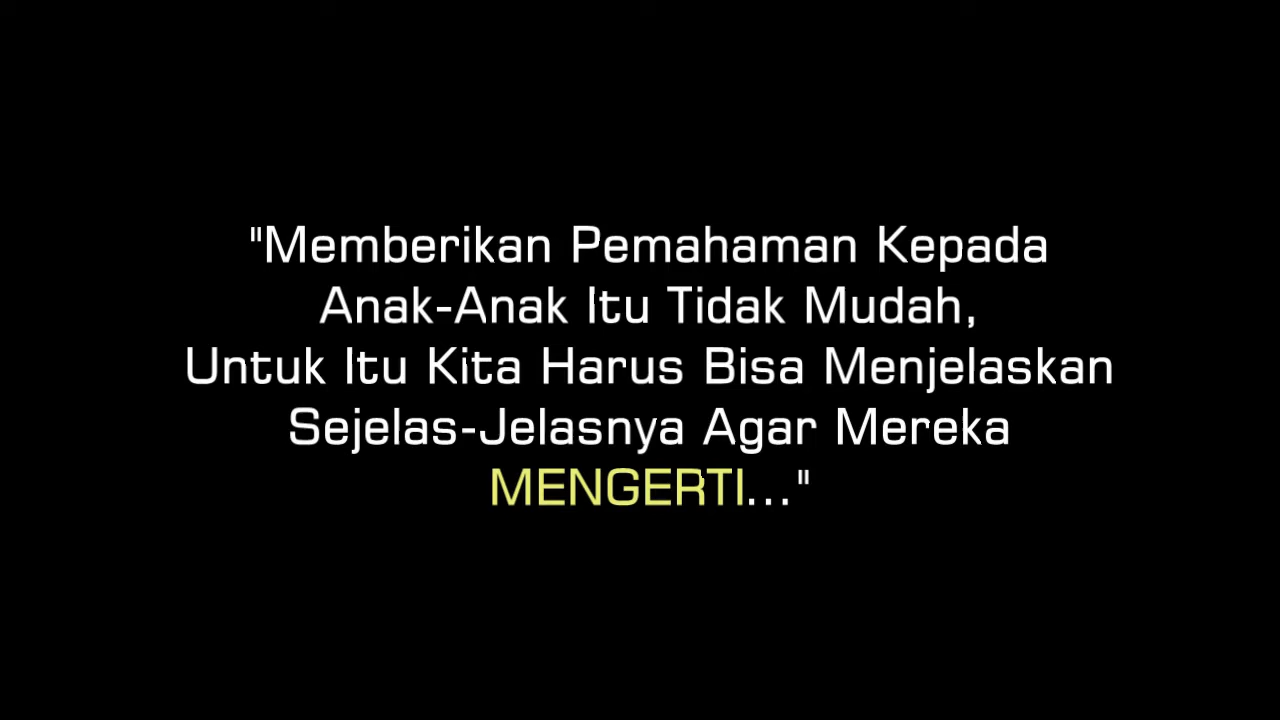 "Memberikan Pemahaman Kepada
Anak-Anak Itu Tidak Mudah,
Untuk Itu Kita Harus Bisa Menjelaskan
Sejelas-Jelasnya Agar Mereka
MENGERTI..."